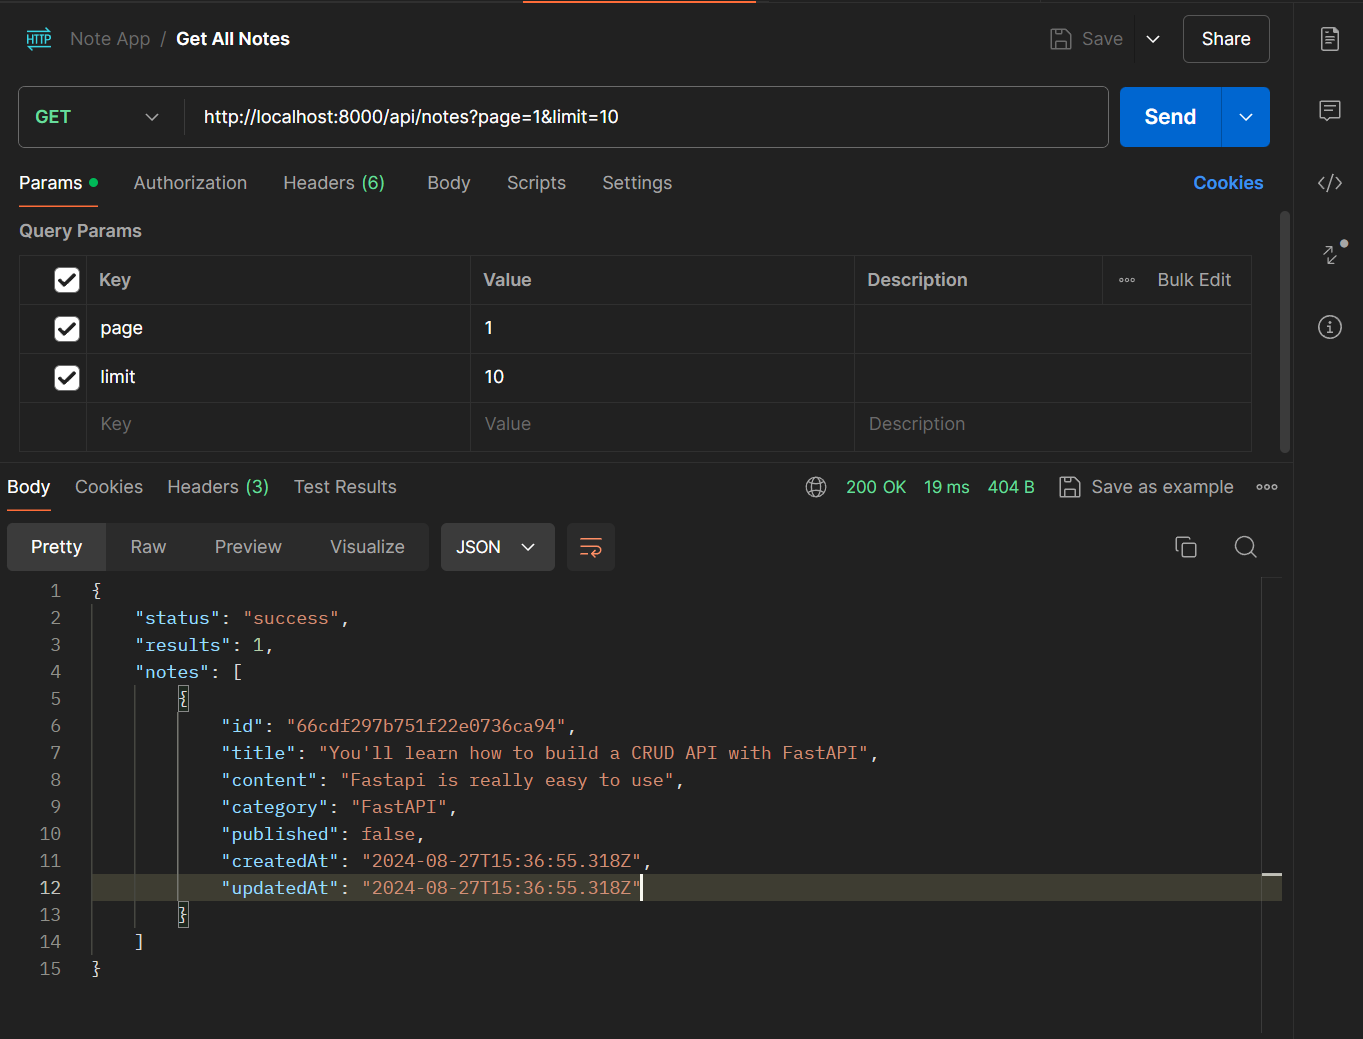 HTTP Note App / Get All Notes Save Share
GET http://localhost:8000/api/notes?page=1&limit=10 Send
Params Authorization Headers (6) Body Scripts Settings Cookies
Query Params
Key Value Description Bulk Edit
page 1
limit 10
Key Value Description
Body Cookies Headers (3) Test Results 200 OK 19 ms 404 B Save as example
Pretty Raw Preview Visualize JSON
1 {
2 "status": "success",
3 "results": 1,
4 "notes": [
5 {
6 "id": "66cdf297b751f22e0736ca94",
7 "title": "You'll learn how to build a CRUD API with FastAPI",
8 "content": "Fastapi is really easy to use",
9 "category": "FastAPI",
10 "published": false,
11 "createdAt": "2024-08-27T15:36:55.318Z",
12 "updatedAt": "2024-08-27T15:36:55.318Z"
13 }
14 ]
15 }